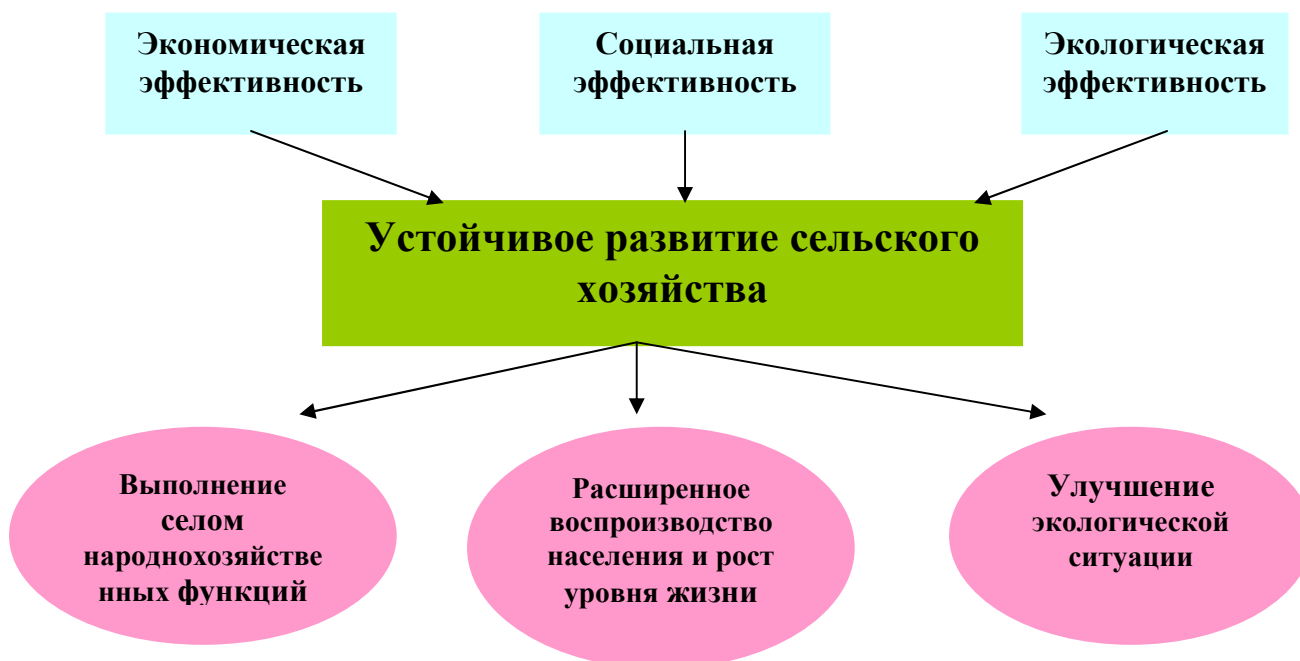 Экономическая
эффективность
Социальная
эффективность
Экологическая
эффективность
Устойчивое развитие сельского
хозяйства
Выполнение
селом
народнохозяйстве
нных функций
Расширенное
воспроизводство
населения и рост
уровня жизни
Улучшение
экологической
ситуации